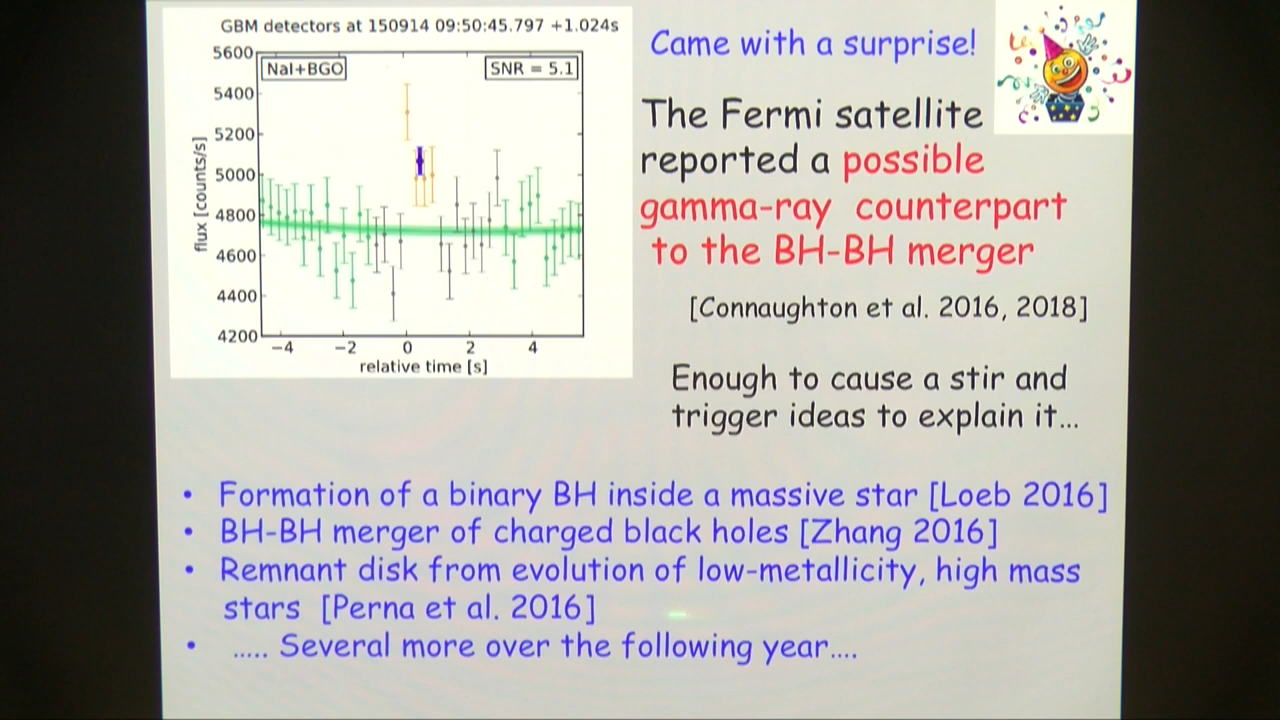 GBM detectors at 150914 09:50:45.797 +1.024s
NaI+BGO
SNR = 5.1
5600
5400
5200
5000
4800
4600
4400
4200
flux [counts/s]
−4 −2 0 2 4
relative time [s]
Came with a surprise!
The Fermi satellite
reported a possible
gamma-ray counterpart
to the BH-BH merger
[Connaughton et al. 2016, 2018]
Enough to cause a stir and
trigger ideas to explain it...
• Formation of a binary BH inside a massive star [Loeb 2016]
• BH-BH merger of charged black holes [Zhang 2016]
• Remnant disk from evolution of low-metallicity, high mass
stars [Perna et al. 2016]
• ..... Several more over the following year....